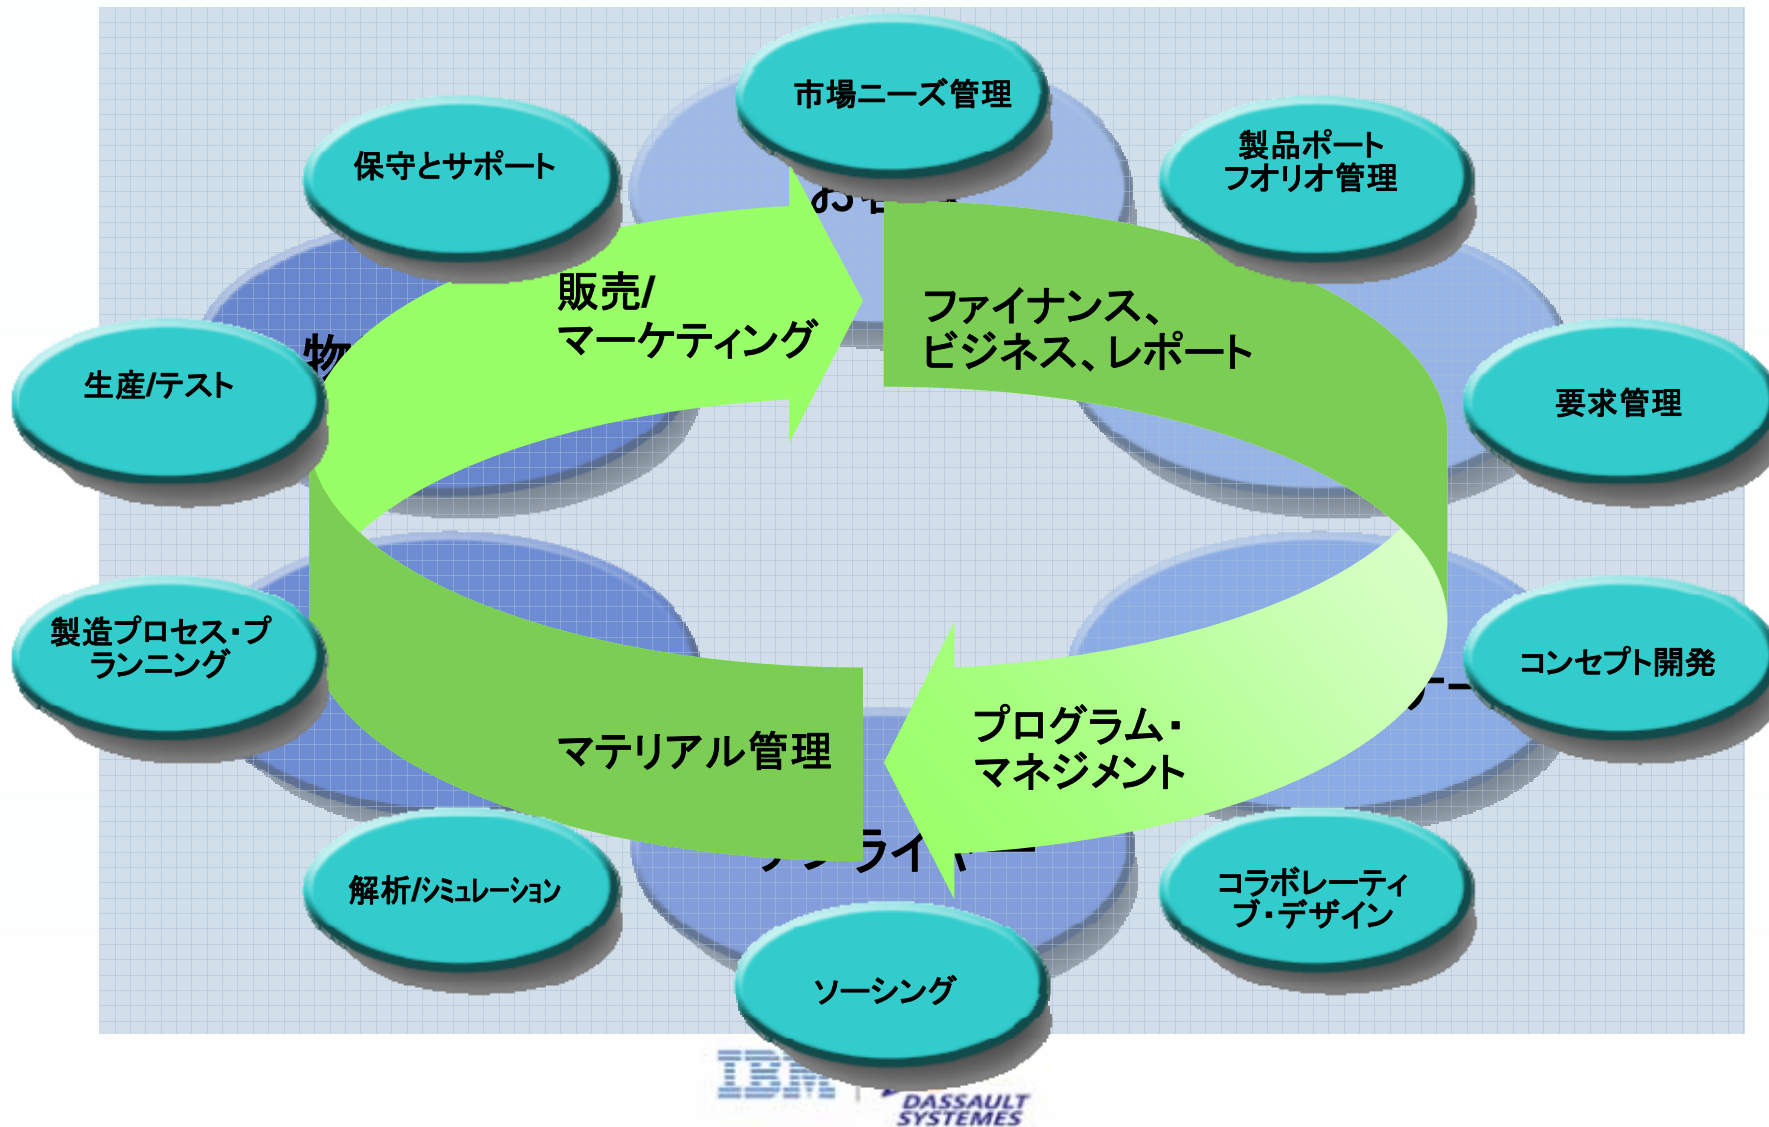 市場ニーズ管理
保守とサポート
製品ポート
フオリオ管理
販売/
マーケティング
ファイナンス、
ビジネス、レポート
物
生産/テスト
要求管理
製造プロセス・プ
ランニング
コンセプト開発
マテリアル管理
プログラム・
マネジメント
解析/シミュレーション
コラボレーティ
ブ・デザイン
ソーシング
IBM
DASSAULT
SYSTEMES